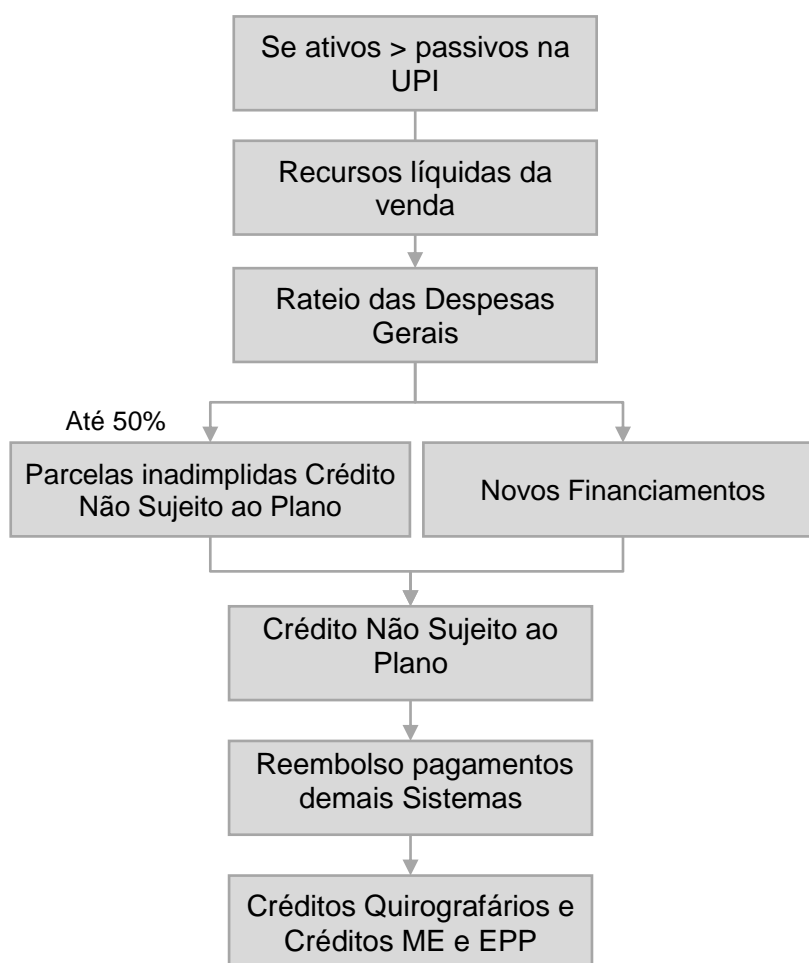 Se ativos > passivos na
UPI
Recursos líquidas da
venda
Rateio das Despesas
Gerais
Até 50%
Parcelas inadimplidas Crédito
Não Sujeito ao Plano
Novos Financiamentos
Crédito Não Sujeito ao
Plano
Reembolso pagamentos
demais Sistemas
Créditos Quirografários e
Créditos ME e EPP